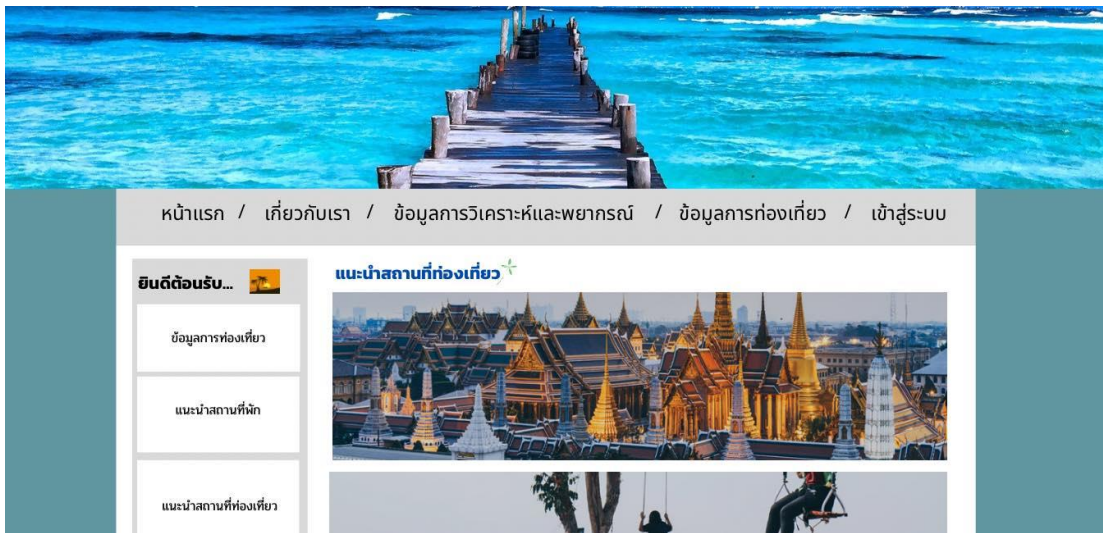 หน้าแรก / เกี่ยวกับเรา / ข้อมูลการวิเคราะห์และพยากรณ์ / ข้อมูลการท่องเที่ยว / เข้าสู่ระบบ
ยินดีต้อนรับ...
ข้อมูลการท่องเที่ยว
แนะนำสถานที่พัก
แนะนำสถานที่ท่องเที่ยว
แนะนำสถานที่ท่องเที่ยว